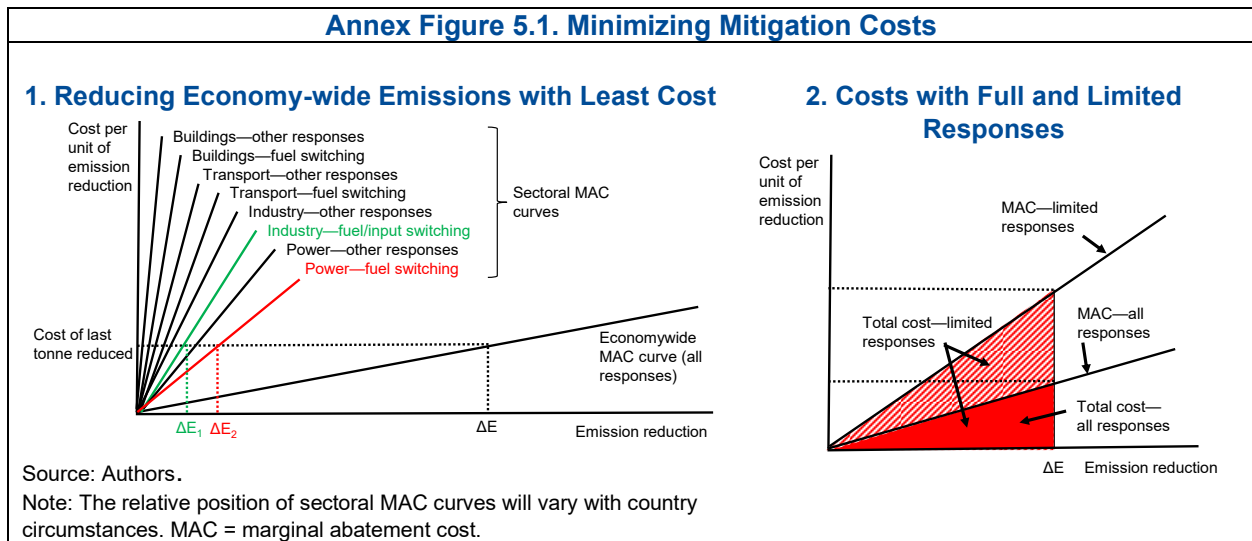 Annex Figure 5.1. Minimizing Mitigation Costs
1. Reducing Economy-wide Emissions with Least Cost
Cost per
unit of
emission
reduction
Buildings—other responses
Buildings—fuel switching
Transport—other responses
Transport—fuel switching
Industry—other responses
Industry—fuel/input switching
Power—other responses
Power—fuel switching
Sectoral MAC
curves
Cost of last
tonne reduced
Economywide
MAC curve (all
responses)
ΔE₁
ΔE₂
ΔE
Emission reduction
2. Costs with Full and Limited
Responses
Cost per
unit of
emission
reduction
MAC—limited
responses
Total cost—limited
responses
MAC—all
responses
Total cost—
all responses
ΔE
Emission reduction
Source: Authors.
Note: The relative position of sectoral MAC curves will vary with country
circumstances. MAC = marginal abatement cost.